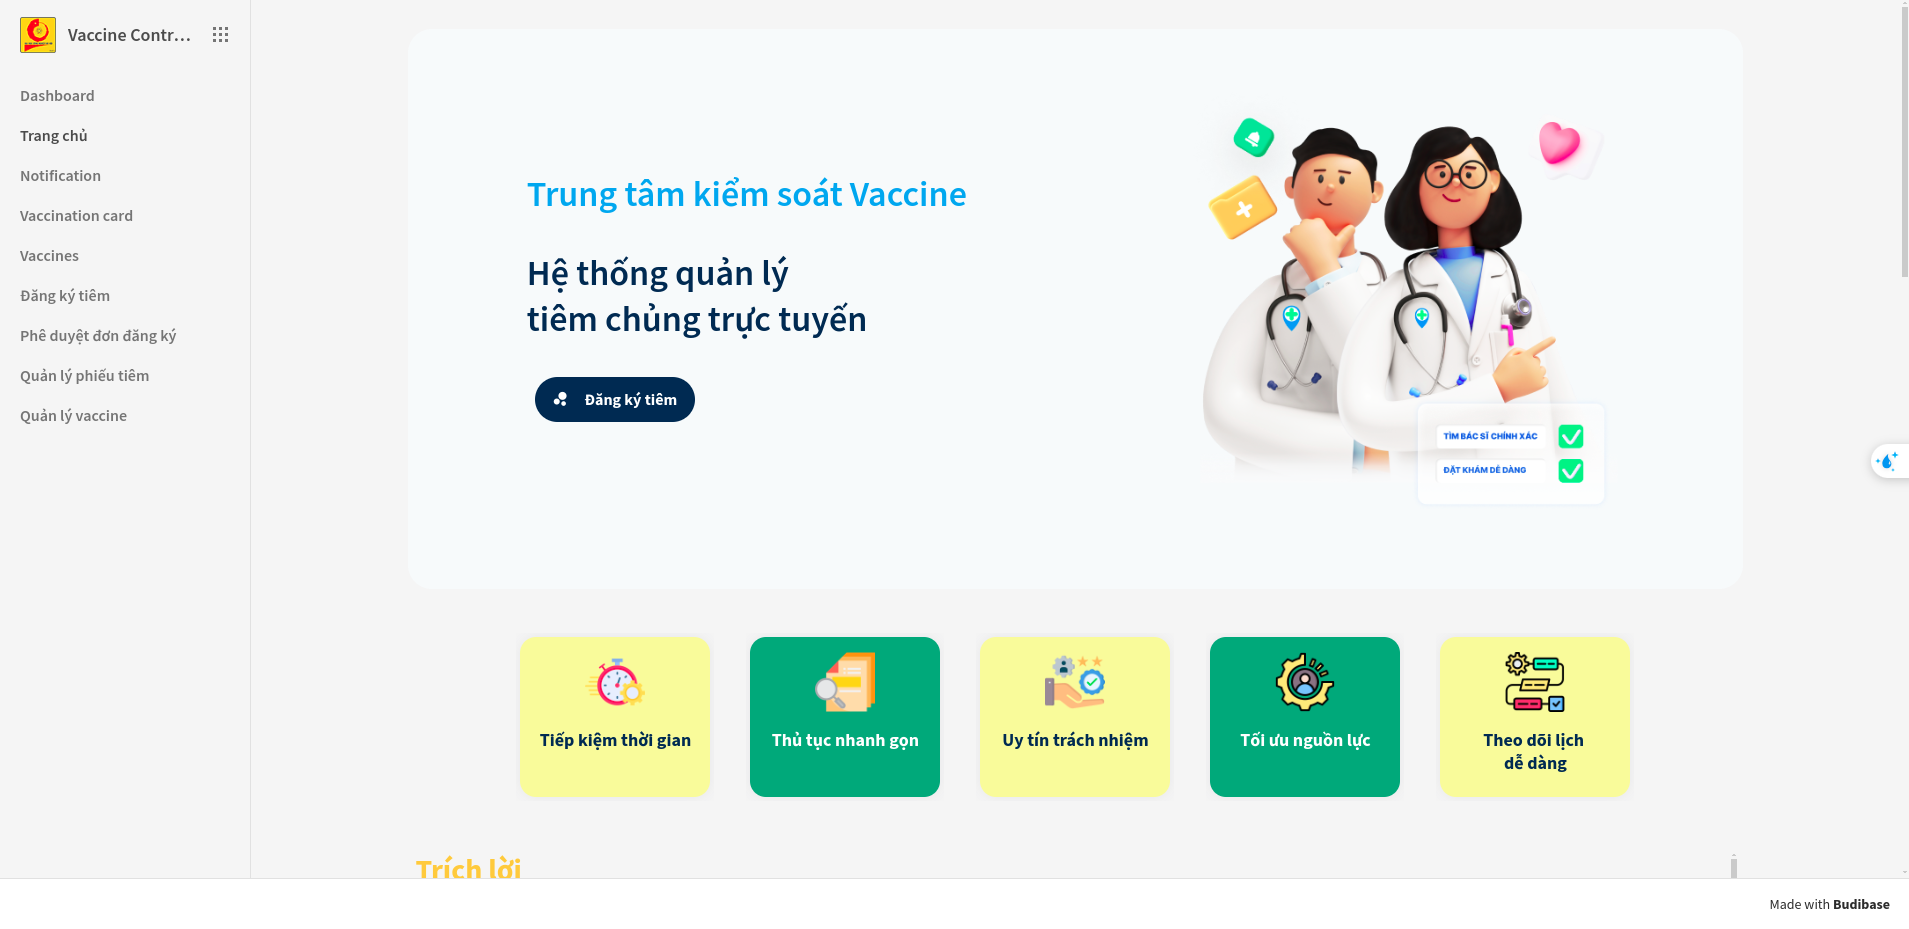 Vaccine Contr...
Dashboard
Trang chủ
Notification
Vaccination card
Vaccines
Đăng ký tiêm
Phê duyệt đơn đăng ký
Quản lý phiếu tiêm
Quản lý vaccine
Trung tâm kiểm soát Vaccine
Hệ thống quản lý
tiêm chủng trực tuyến
Đăng ký tiêm
TÌM BÁC SĨ CHÍNH XÁC
ĐẶT KHÁM DỄ DÀNG
Tiếp kiệm thời gian
Thủ tục nhanh gọn
Uy tín trách nhiệm
Tối ưu nguồn lực
Theo dõi lịch
dễ dàng
Trích lời
Made with Budibase